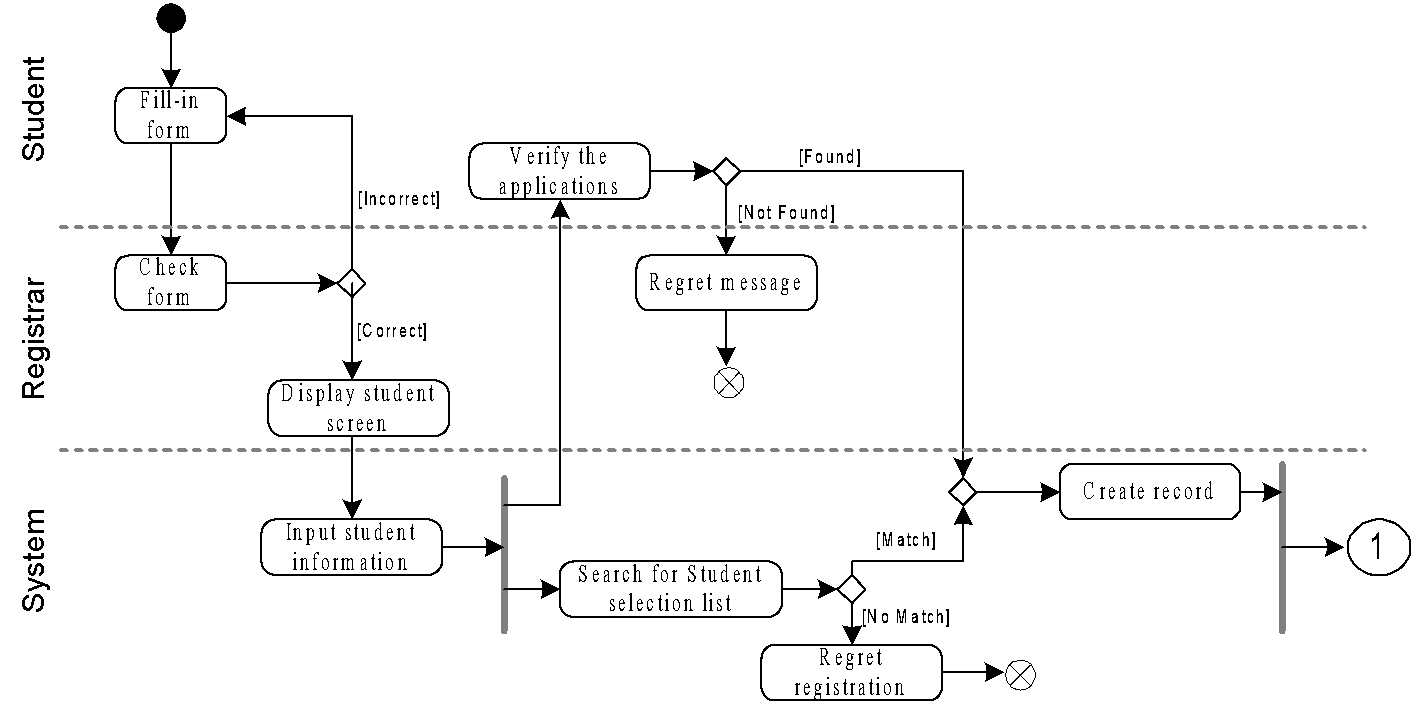 Student
Fill-in
form
[Incorrect]
Verify the
applications
[Found]
[Not Found]
Registrar
Check
form
[Correct]
Display student
screen
Regret message
System
Input student
information
Search for Student
selection list
[Match]
[No Match]
Regret
registration
Create record
1